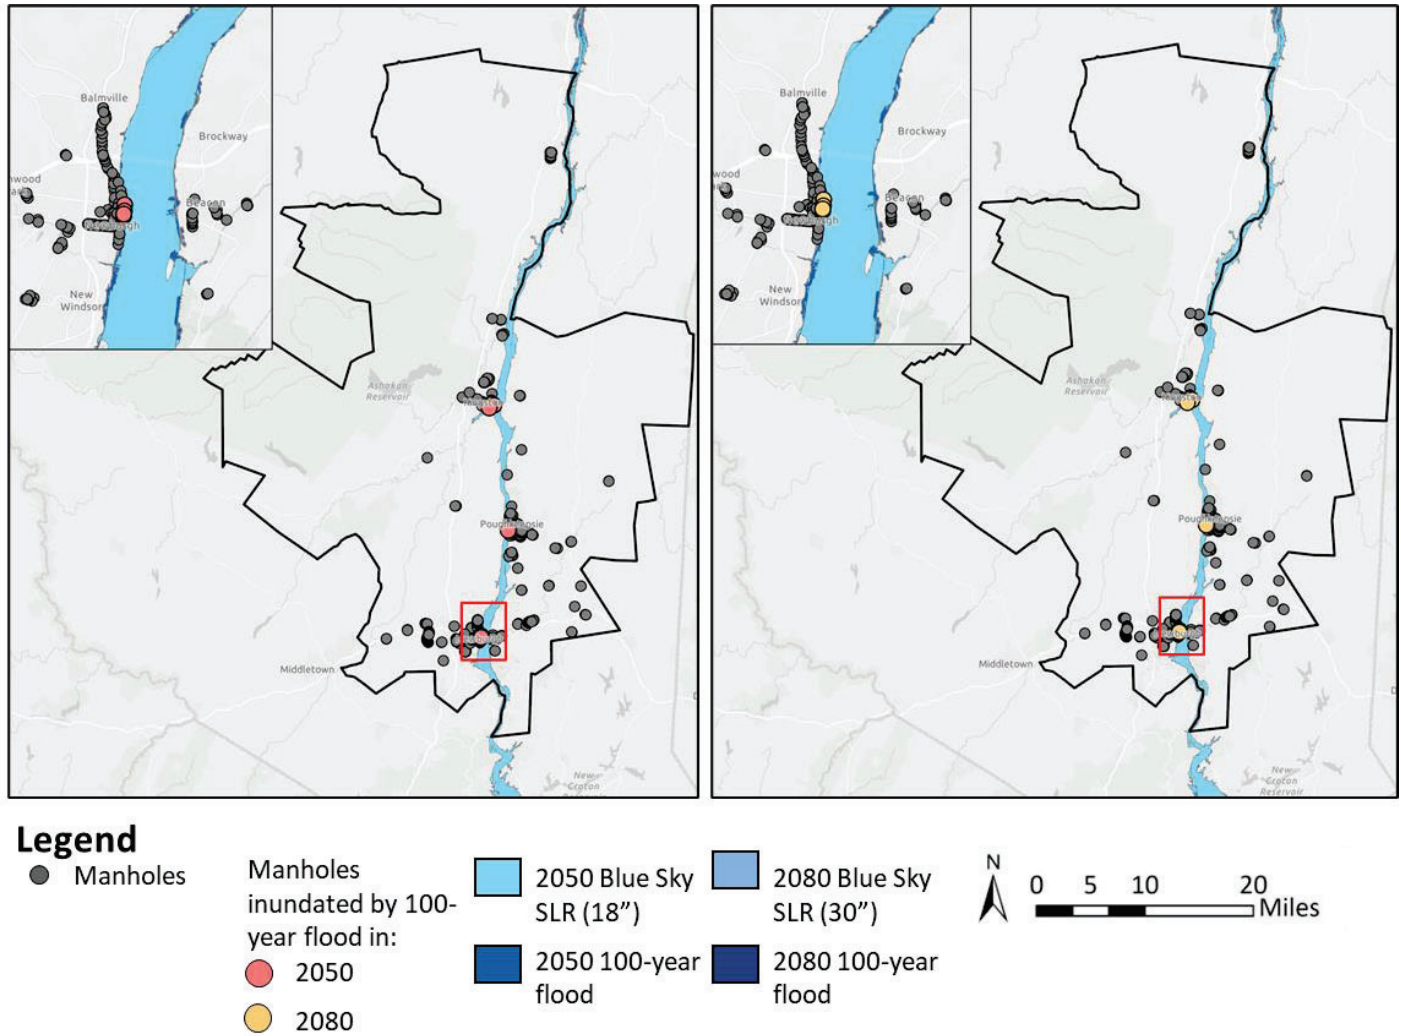 Balmville
Brockway
nwood
Beacon
New
Windsor
Ashokan
Reservoir
Poughkeepsie
Middletown
New
Croton
Reservoir
Balmville
Brockway
wood
Beacon
New
Windsor
Ashokan
Reservoir
Poughkeepsie
Middletown
New
Croton
Reservoir
Legend
Manholes
Manholes
inundated by 100-
year flood in:
2050
2080
2050 Blue Sky
SLR (18”)
2050 100-year
flood
2080 Blue Sky
SLR (30”)
2080 100-year
flood
N
0 5 10 20
Miles